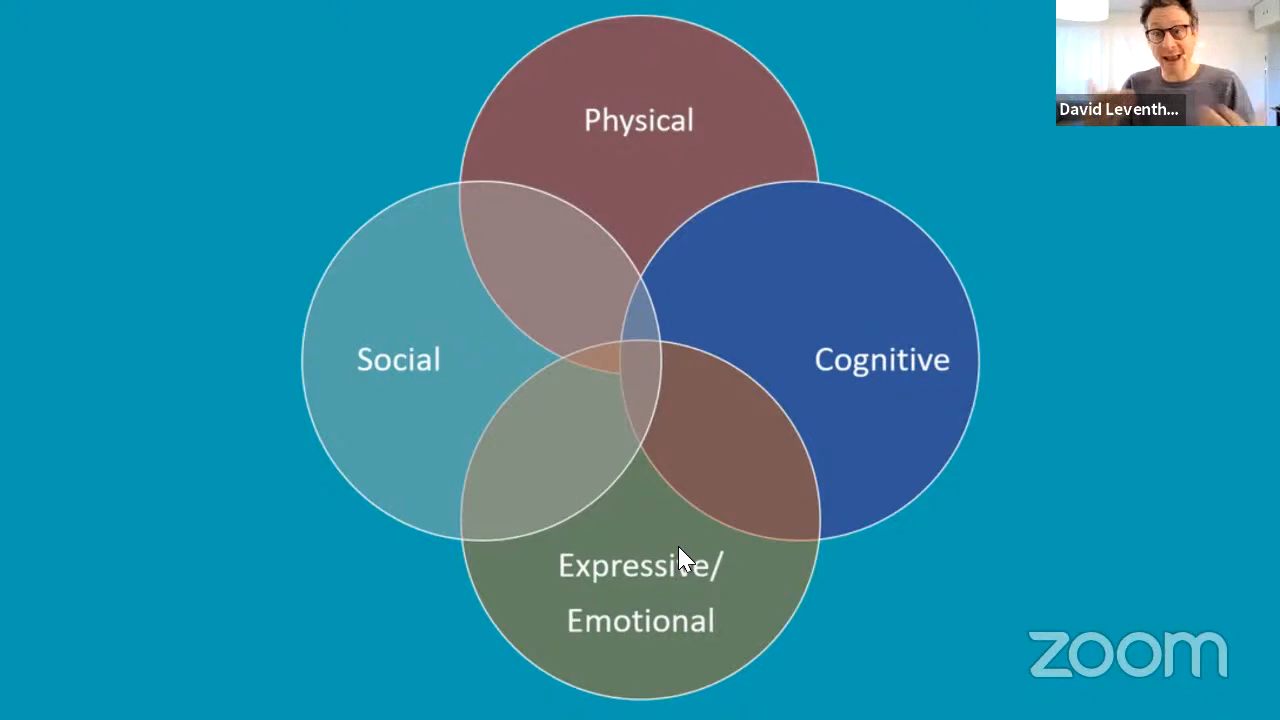 Physical
David Leventh...
Social
Cognitive
Expressive/
Emotional
zoom